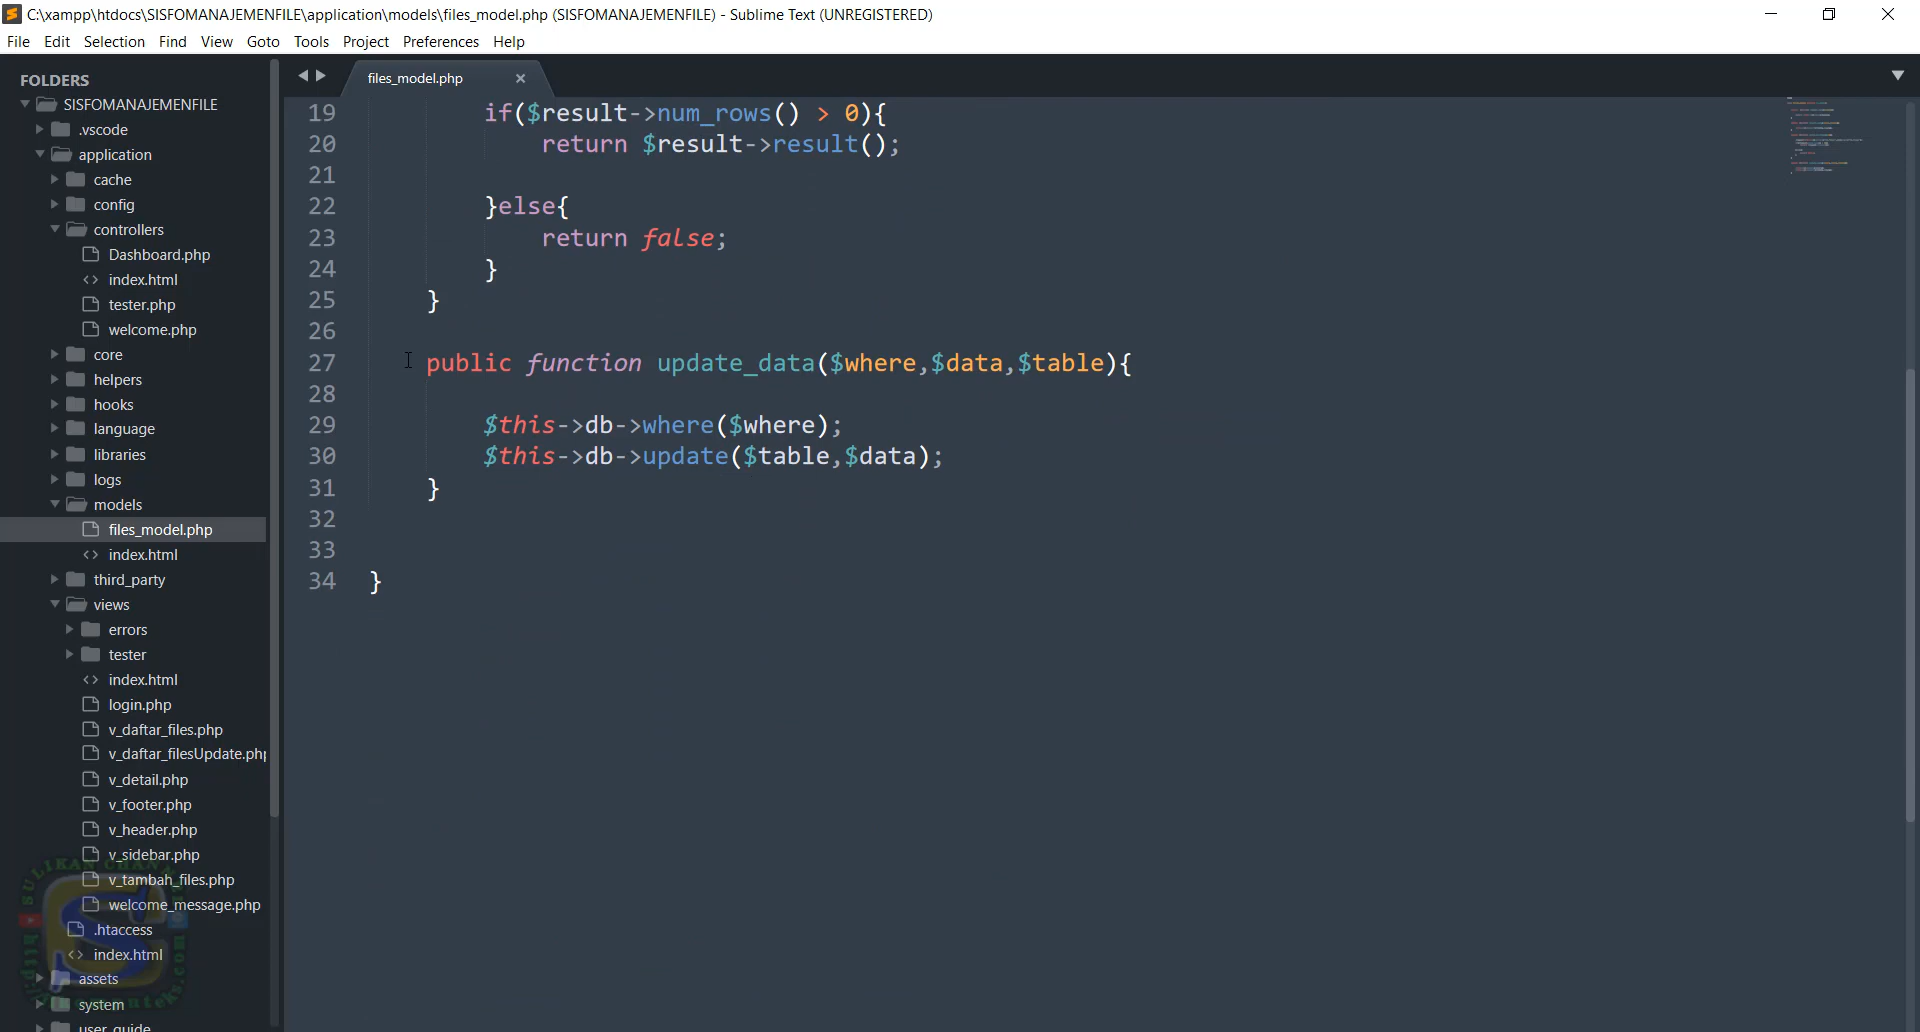 C:\xampp\htdocs\SISFOMANAJEMENFILE\application\models\files_model.php (SISFOMANAJEMENFILE) - Sublime Text (UNREGISTERED)
File Edit Selection Find View Goto Tools Project Preferences Help
FOLDERS
SISFOMANAJEMENFILE
.vscode
application
cache
config
controllers
Dashboard.php
<> index.html
tester.php
welcome.php
core
helpers
hooks
language
libraries
logs
models
files_model.php
<> index.html
third_party
views
errors
tester
<> index.html
login.php
v_daftar_files.php
v_daftar_filesUpdate.php
v_detail.php
v_footer.php
v_header.php
v_sidebar.php
v_tambah_files.php
welcome_message.php
.htaccess
<> index.html
assets
system
user_guide
files_model.php
19 if($result->num_rows() > 0){
20 return $result->result();
21
22 }else{
23 return false;
24 }
25 }
26
27 public function update_data($where,$data,$table){
28
29 $this->db->where($where);
30 $this->db->update($table,$data);
31 }
32
33
34 }
SULIKAN CHANNEL